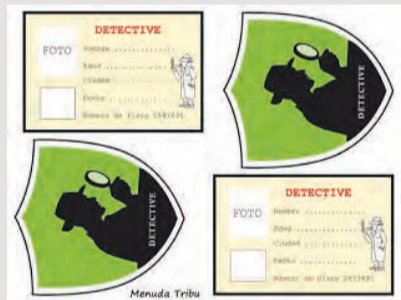 DETECTIVE
FOTO
Nombre
Edad
Ciudad
Fecha
Número de Placa
DETECTIVE
DETECTIVE
DETECTIVE
FOTO
Nombre
Edad
Ciudad
Fecha
Número de Placa
Menuda Tribu